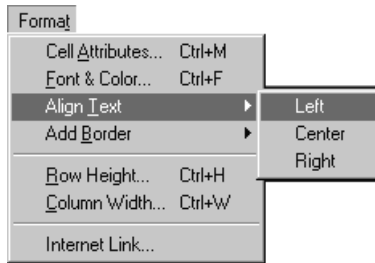 Format
Cell Attributes... Ctrl+M
Font & Color... Ctrl+F
Align Text
Left
Add Border
Center
Right
Row Height... Ctrl+H
Column Width... Ctrl+W
Internet Link...